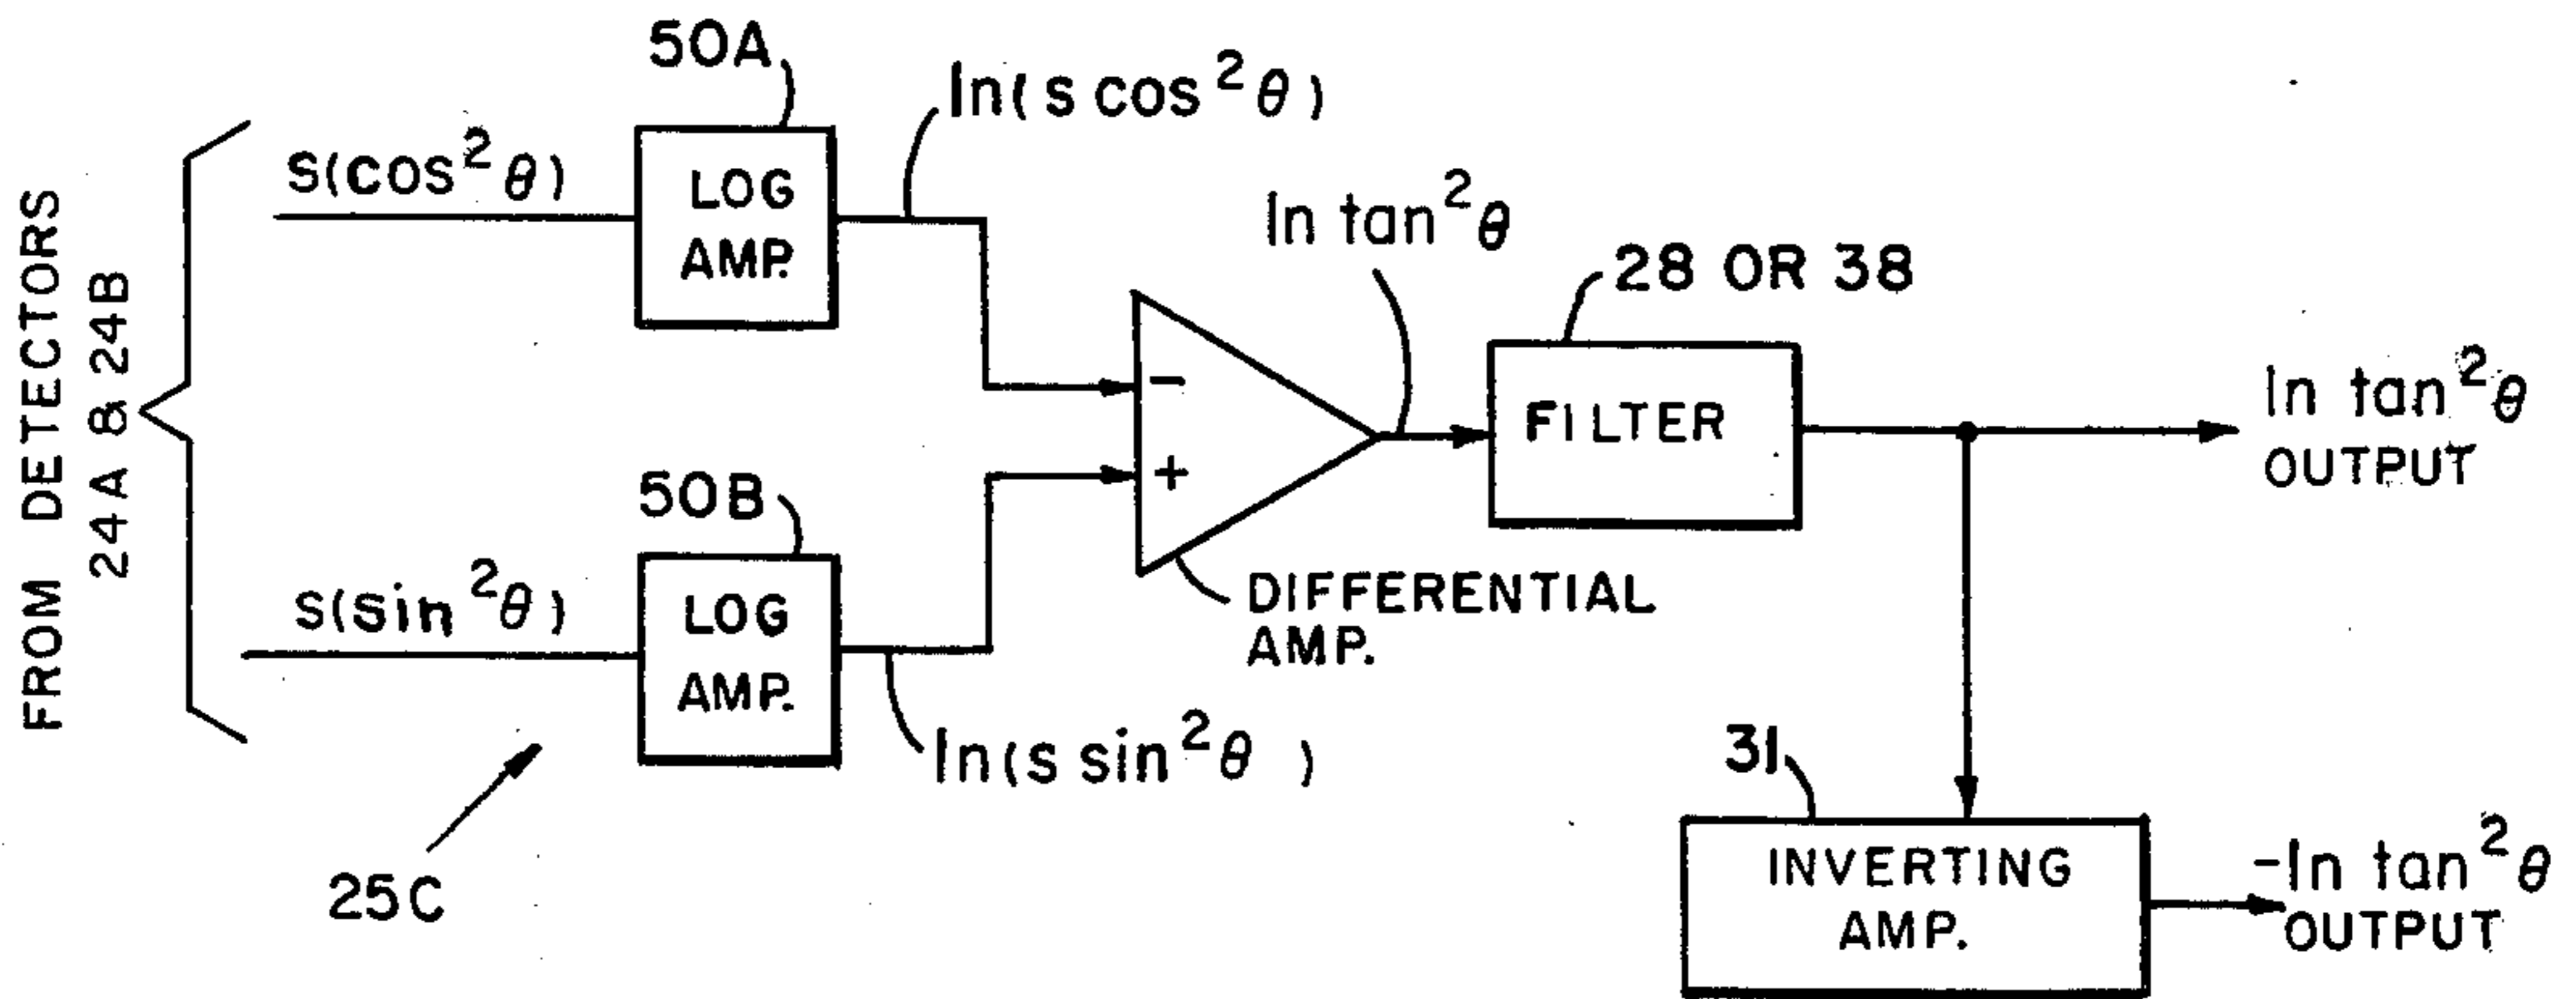 FROM DETECTORS
24A & 24B
50A
S(cos²θ)
LOG
AMP.
ln(s cos²θ)
50B
S(sin²θ)
LOG
AMP.
ln(s sin²θ )
25C
-
+
DIFFERENTIAL
AMP.
ln tan²θ
28 OR 38
FILTER
ln tan²θ
OUTPUT
31
INVERTING
AMP.
-ln tan²θ
OUTPUT